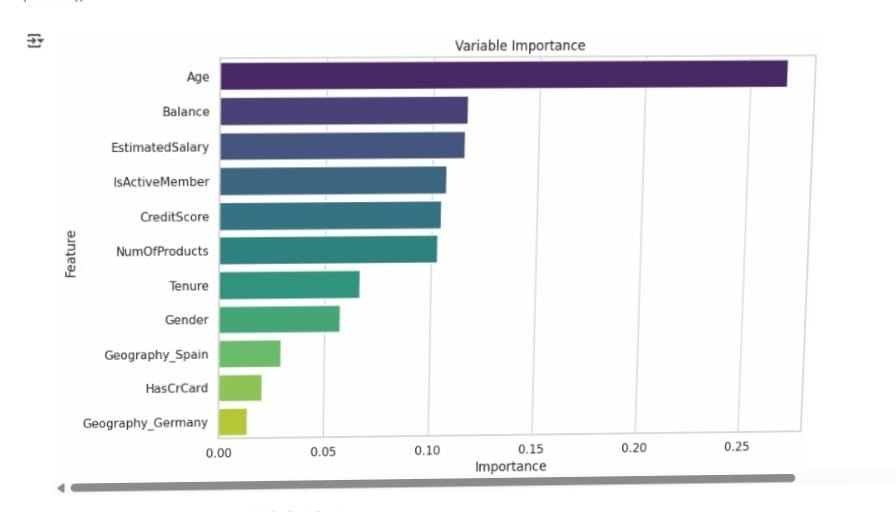 Variable Importance
Age
Balance
EstimatedSalary
IsActiveMember
CreditScore
NumOfProducts
Tenure
Gender
Geography_Spain
HasCrCard
Geography_Germany
Feature
0.00 0.05 0.10 0.15 0.20 0.25
Importance